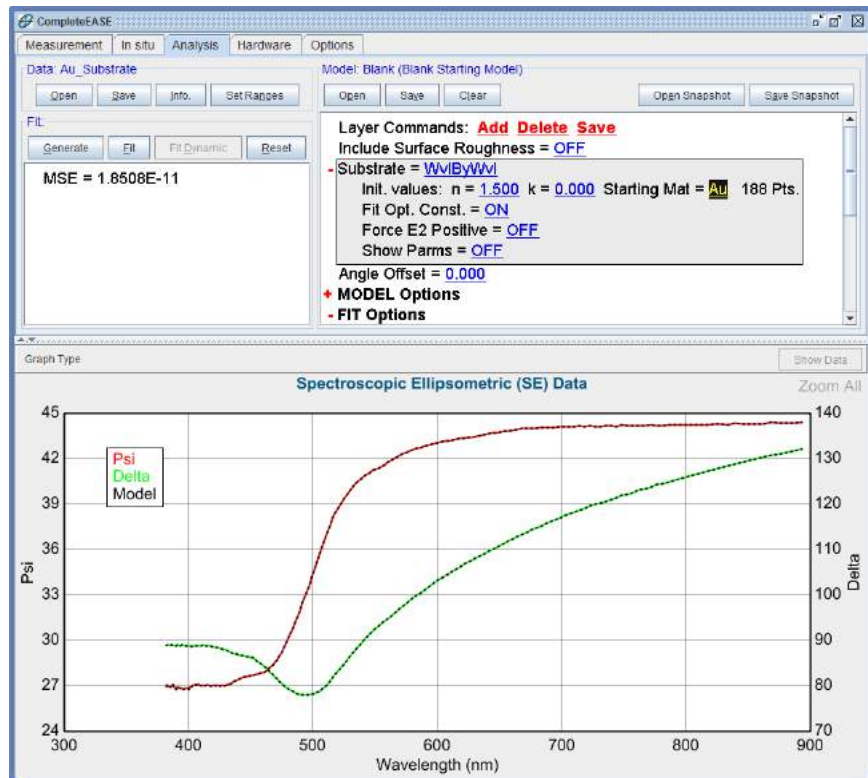 CompleteEASE
Measurement In situ Analysis Hardware Options
Data: Au_Substrate
Open Save Info. Set Ranges
Fit:
Generate Fit Fit Dynamic Reset
MSE = 1.8508E-11
Model: Blank (Blank Starting Model)
Open Save Clear Open Snapshot Save Snapshot
Layer Commands: Add Delete Save
Include Surface Roughness = OFF
- Substrate = WvlByWvl
Init. values: n = 1.500 k = 0.000 Starting Mat = Au 188 Pts.
Fit Opt. Const. = ON
Force E2 Positive = OFF
Show Parms = OFF
Angle Offset = 0.000
+ MODEL Options
- FIT Options
Graph Type Show Data
Spectroscopic Ellipsometric (SE) Data Zoom All
Psi
Delta
Model
45
42
39
36
33
30
27
24
Psi
140
130
120
110
100
90
80
70
Delta
300 400 500 600 700 800 900
Wavelength (nm)